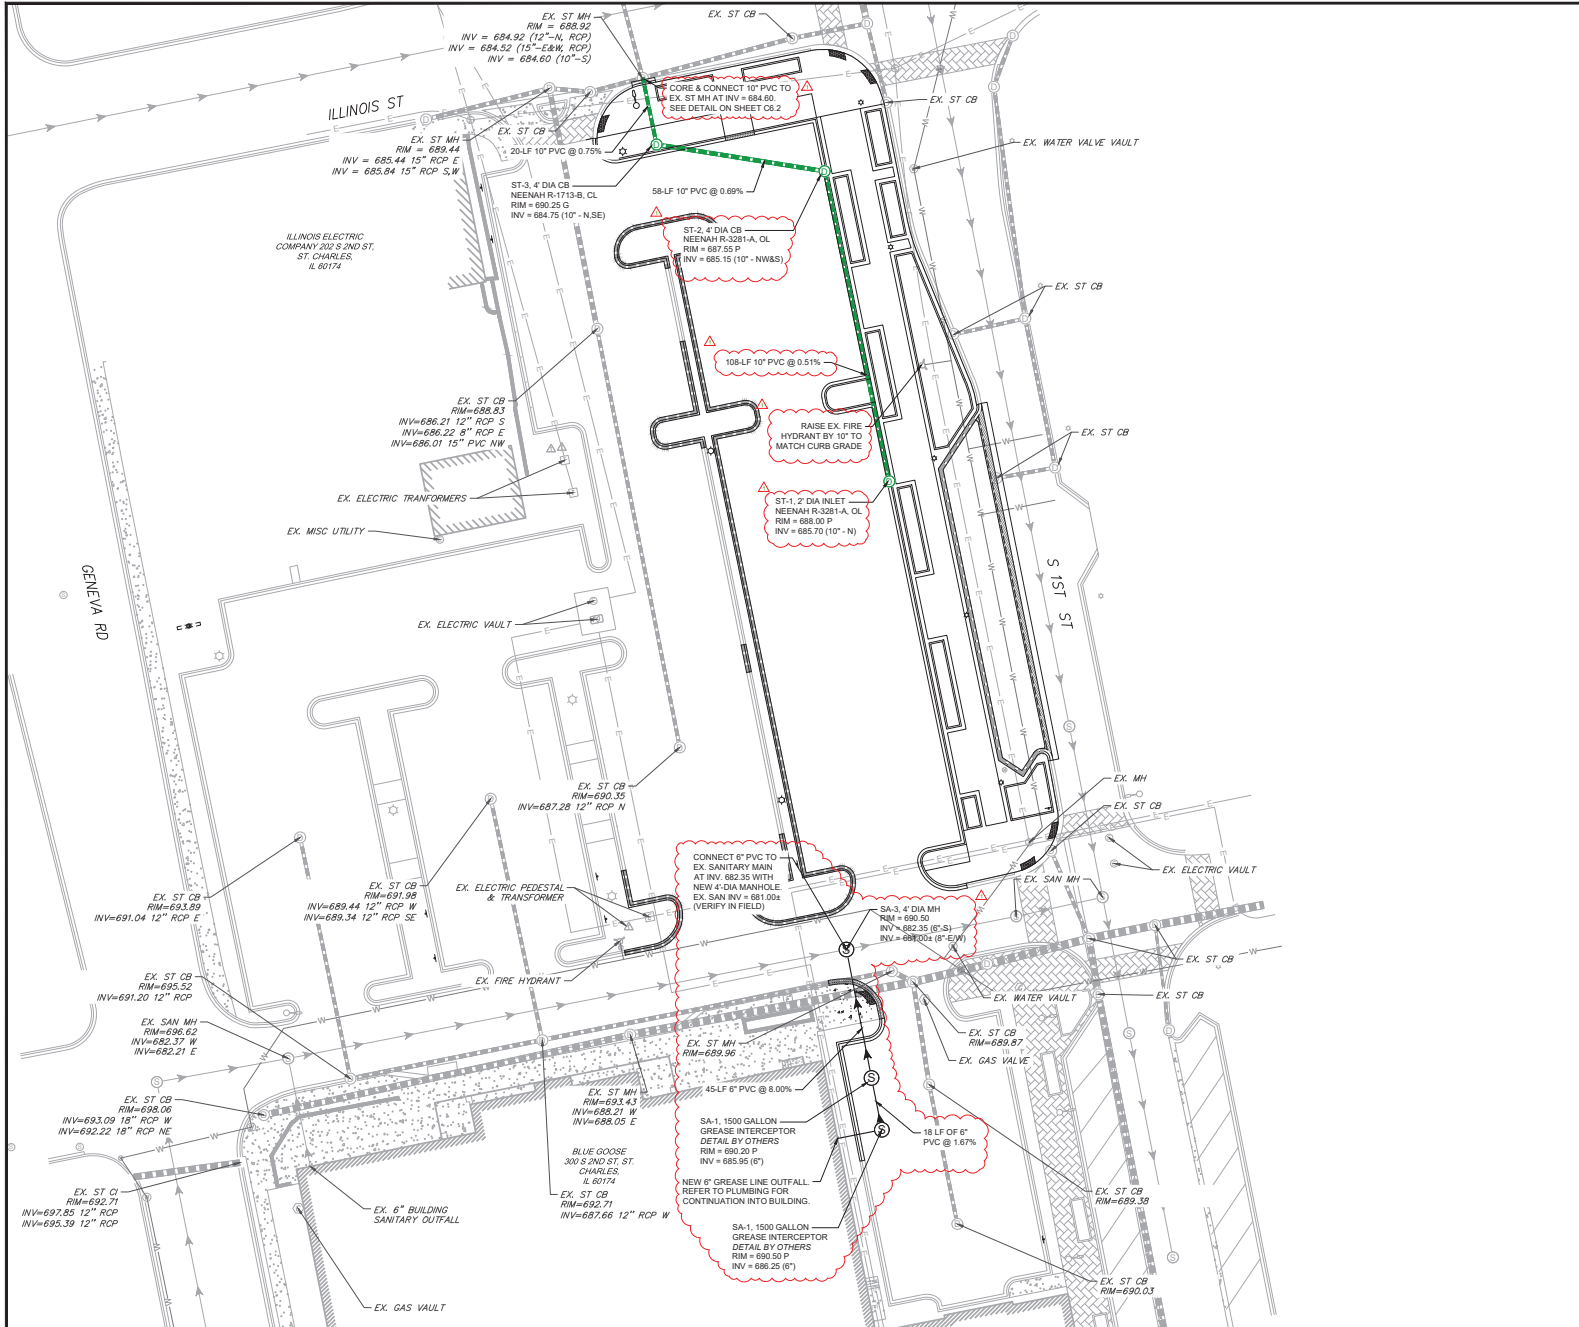 EX. ST MH
RIM = 688.92
INV = 684.92 (12"-N, RCP)
INV = 684.52 (15"-E&W, RCP)
INV = 684.60 (10"-S)
EX. ST CB
ILLINOIS ST
CORE & CONNECT 10" PVC TO
EX. ST MH AT INV = 684.60.
SEE DETAIL ON SHEET C6.2
EX. ST CB
EX. ST CB
EX. ST MH
RIM = 689.44
INV = 685.44 15" RCP E
INV = 685.84 15" RCP S,W
20-LF 10" PVC @ 0.75%
EX. WATER VALVE VAULT
ST-3, 4' DIA CB
NEENAH R-1713-B, CL
RIM = 690.25 G
INV = 684.75 (10" - N,SE)
58-LF 10" PVC @ 0.69%
ILLINOIS ELECTRIC
COMPANY 202 S 2ND ST,
ST. CHARLES,
IL 60174
ST-2, 4' DIA CB
NEENAH R-3281-A, OL
RIM = 687.55 P
INV = 685.15 (10" - NW&S)
EX. ST CB
108-LF 10" PVC @ 0.51%
EX. ST CB
RIM=688.83
INV=686.21 12" RCP S
INV=686.22 8" RCP E
INV=686.01 15" PVC NW
RAISE EX. FIRE
HYDRANT BY 10" TO
MATCH CURB GRADE
EX. ST CB
EX. ELECTRIC TRANFORMERS
ST-1, 2' DIA INLET
NEENAH R-3281-A, OL
RIM = 688.00 P
INV = 685.70 (10" - N)
EX. MISC UTILITY
GENEVA RD
S 1ST ST
EX. ELECTRIC VAULT
EX. ST CB
RIM=690.35
INV=687.28 12" RCP N
EX. MH
EX. ST CB
CONNECT 6" PVC TO
EX. SANITARY MAIN
AT INV. 682.35 WITH
NEW 4'-DIA MANHOLE.
EX. SAN INV = 681.00±
(VERIFY IN FIELD)
EX. ELECTRIC VAULT
EX. SAN MH
EX. ST CB
RIM=693.89
INV=691.04 12" RCP E
EX. ST CB
RIM=691.98
INV=689.44 12" RCP W
INV=689.34 12" RCP SE
EX. ELECTRIC PEDESTAL
& TRANSFORMER
SA-3, 4' DIA MH
RIM = 690.50
INV = 682.35 (6"-S)
INV = 681.00± (8"-E/W)
EX. ST CB
EX. ST CB
RIM=695.52
INV=691.20 12" RCP
EX. FIRE HYDRANT
EX. WATER VAULT
EX. ST CB
EX. SAN MH
RIM=696.62
INV=682.37 W
INV=682.21 E
EX. ST MH
RIM=689.96
EX. ST CB
RIM=689.87
EX. GAS VALVE
EX. ST CB
RIM=698.06
INV=693.09 18" RCP W
INV=692.22 18" RCP NE
EX. ST MH
RIM=693.43
INV=688.21 W
INV=688.05 E
45-LF 6" PVC @ 8.00%
SA-1, 1500 GALLON
GREASE INTERCEPTOR
DETAIL BY OTHERS
RIM = 690.20 P
INV = 685.95 (6")
18 LF OF 6"
PVC @ 1.67%
BLUE GOOSE
300 S 2ND ST, ST.
CHARLES,
IL 60174
NEW 6" GREASE LINE OUTFALL.
REFER TO PLUMBING FOR
CONTINUATION INTO BUILDING.
EX. ST CI
RIM=692.71
INV=697.85 12" RCP
INV=695.39 12" RCP
EX. 6" BUILDING
SANITARY OUTFALL
EX. ST CB
RIM=692.71
INV=687.66 12" RCP W
EX. ST CB
RIM=689.38
SA-1, 1500 GALLON
GREASE INTERCEPTOR
DETAIL BY OTHERS
RIM = 690.50 P
INV = 686.25 (6")
EX. ST CB
RIM=690.03
EX. GAS VAULT